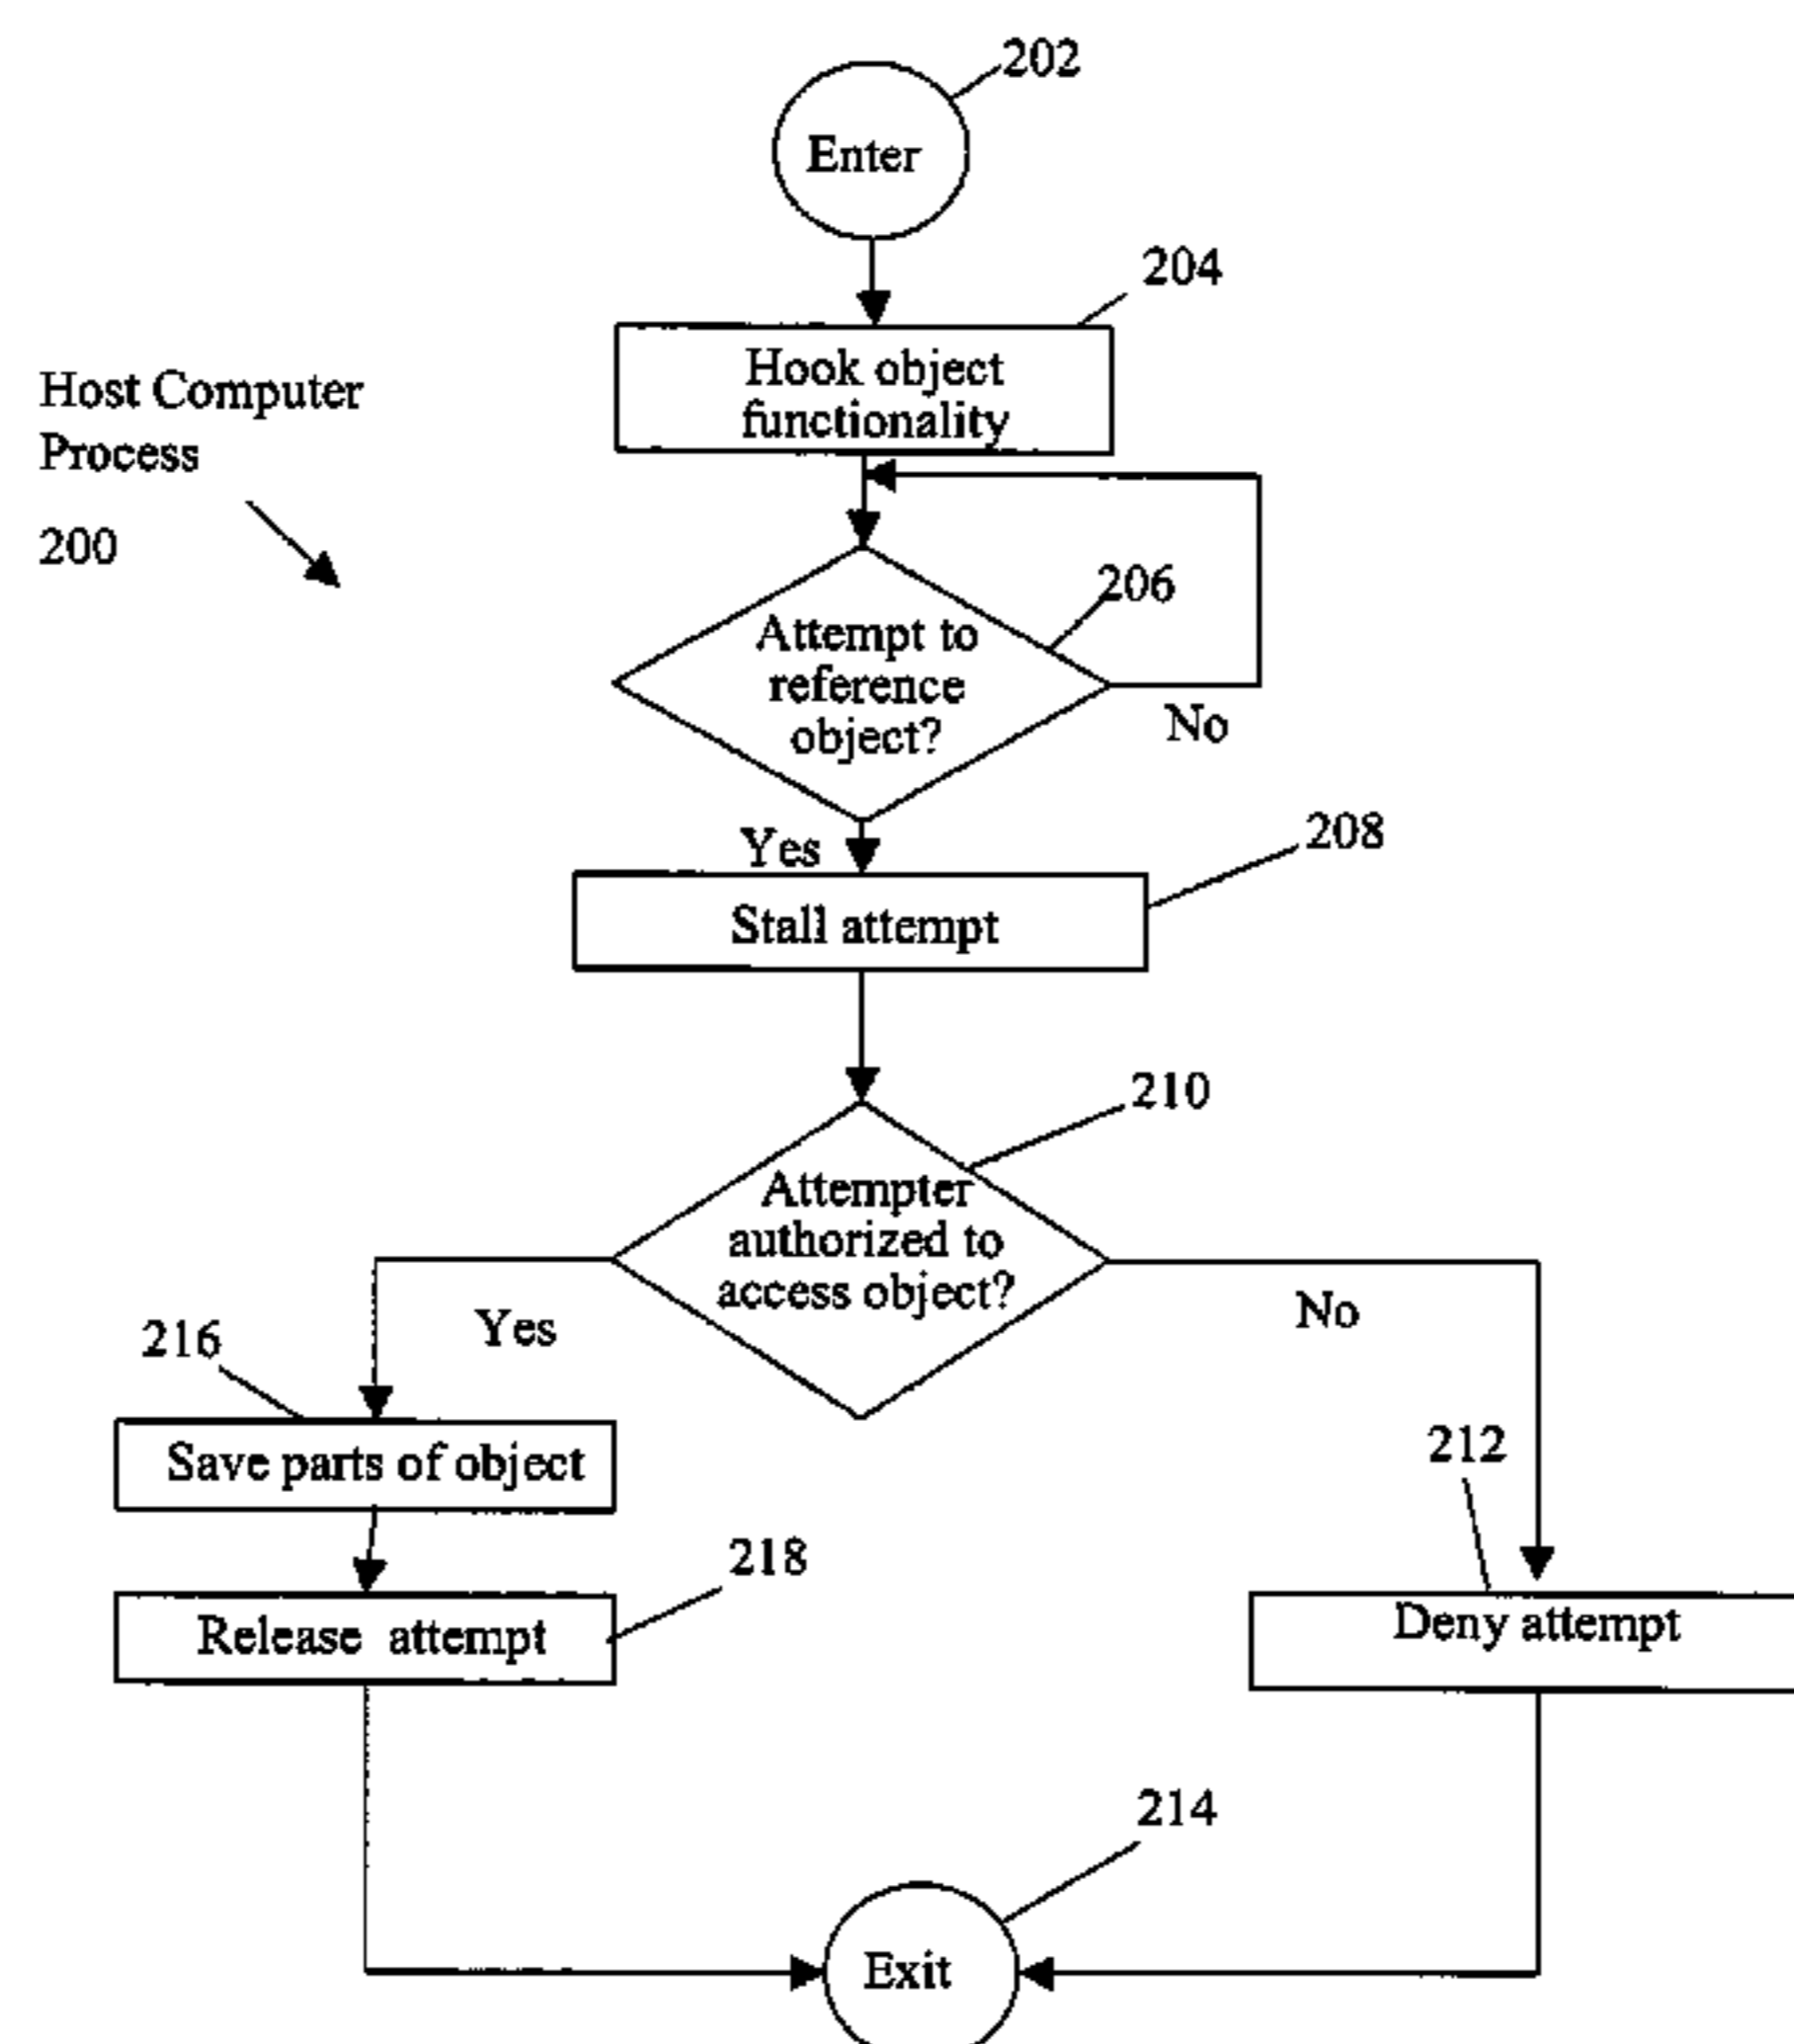 202
Enter
204
Hook object
functionality
Host Computer
Process
200
206
Attempt to
reference
object?
No
Yes
208
Stall attempt
210
Attempter
authorized to
access object?
Yes
No
216
Save parts of object
212
218
Release attempt
Deny attempt
214
Exit